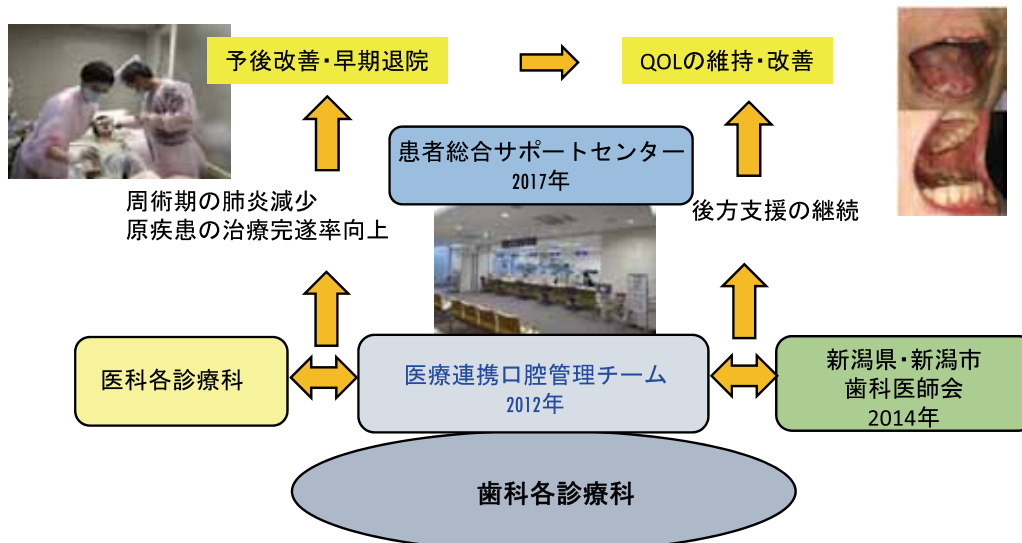 予後改善・早期退院
QOLの維持・改善
患者総合サポートセンター
2017年
周術期の肺炎減少
原疾患の治療完遂率向上
後方支援の継続
医科各診療科
医療連携口腔管理チーム
2012年
新潟県・新潟市
歯科医師会
2014年
歯科各診療科